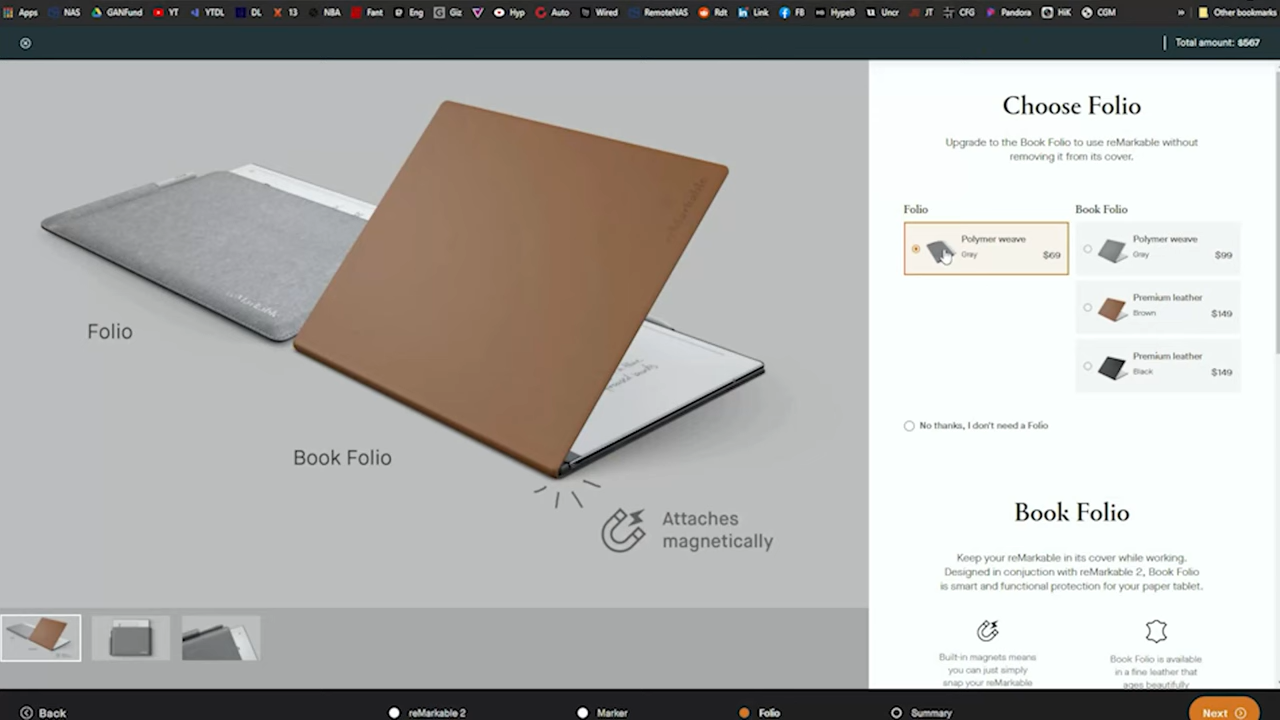 Apps NAS GANFund YT YTDL DL 13 NBA Fant Eng Giz Hyp Auto Wired RemoteNAS Rdt Link FB HypeB Uncr JT CFG Pandora HiK CGM » Other bookmarks
Total amount: $567
Choose Folio
Upgrade to the Book Folio to use reMarkable without
removing it from its cover.
Folio
Book Folio
Polymer weave
Gray $69
Polymer weave
Gray $99
Premium leather
Brown $149
Premium leather
Black $149
No thanks, I don't need a Folio
reMarkable
reMarkable
Folio
Book Folio
Attaches
magnetically
Book Folio
Keep your reMarkable in its cover while working.
Designed in conjuction with reMarkable 2, Book Folio
is smart and functional protection for your paper tablet.
Built-in magnets means
you can just simply
snap your reMarkable
Book Folio is available
in a fine leather that
ages beautifully
Back
reMarkable 2
Marker
Folio
Summary
Next